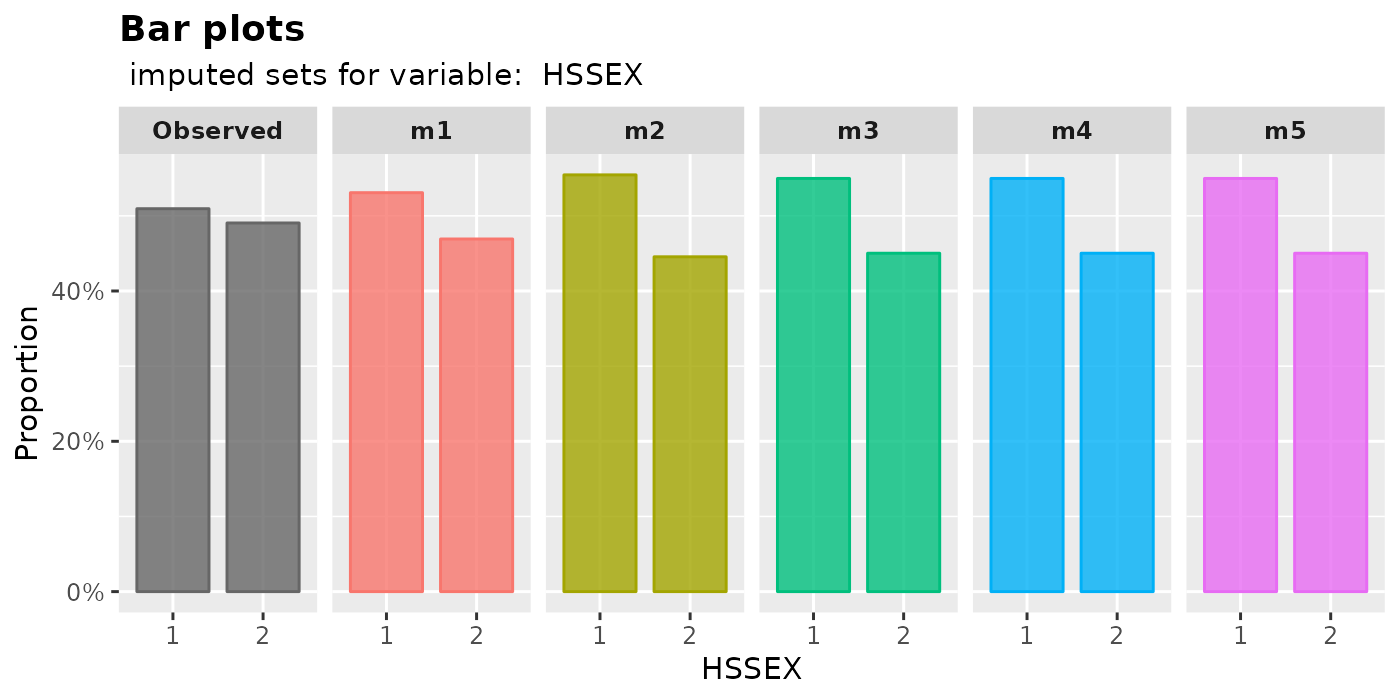 Bar plots
imputed sets for variable:  HSSEX
Observed m1 m2 m3 m4 m5
Proportion
40%
20%
0%
1 2 1 2 1 2 1 2 1 2 1 2
HSSEX